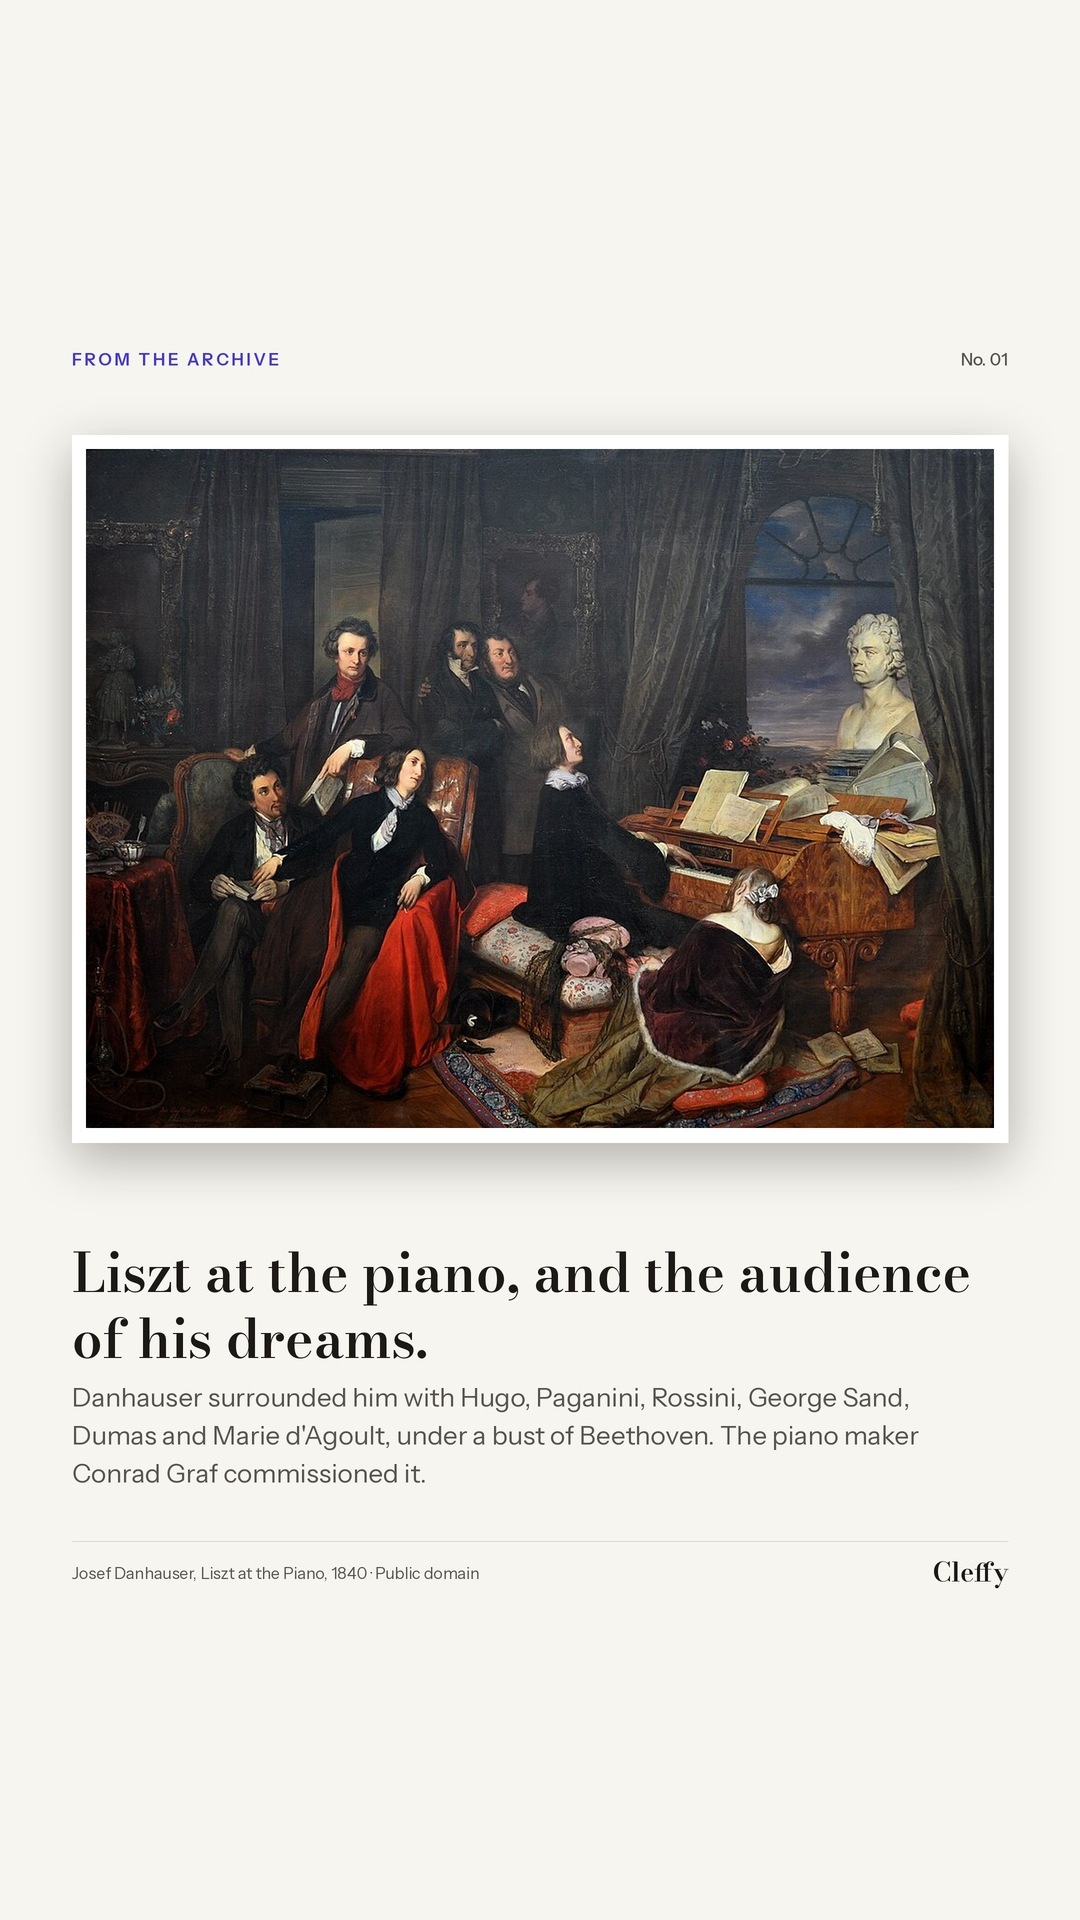 FROM THE ARCHIVE
No. 01
Liszt at the piano, and the audience
of his dreams.
Danhauser surrounded him with Hugo, Paganini, Rossini, George Sand,
Dumas and Marie d'Agoult, under a bust of Beethoven. The piano maker
Conrad Graf commissioned it.
Josef Danhauser, Liszt at the Piano, 1840 · Public domain
Cleffy